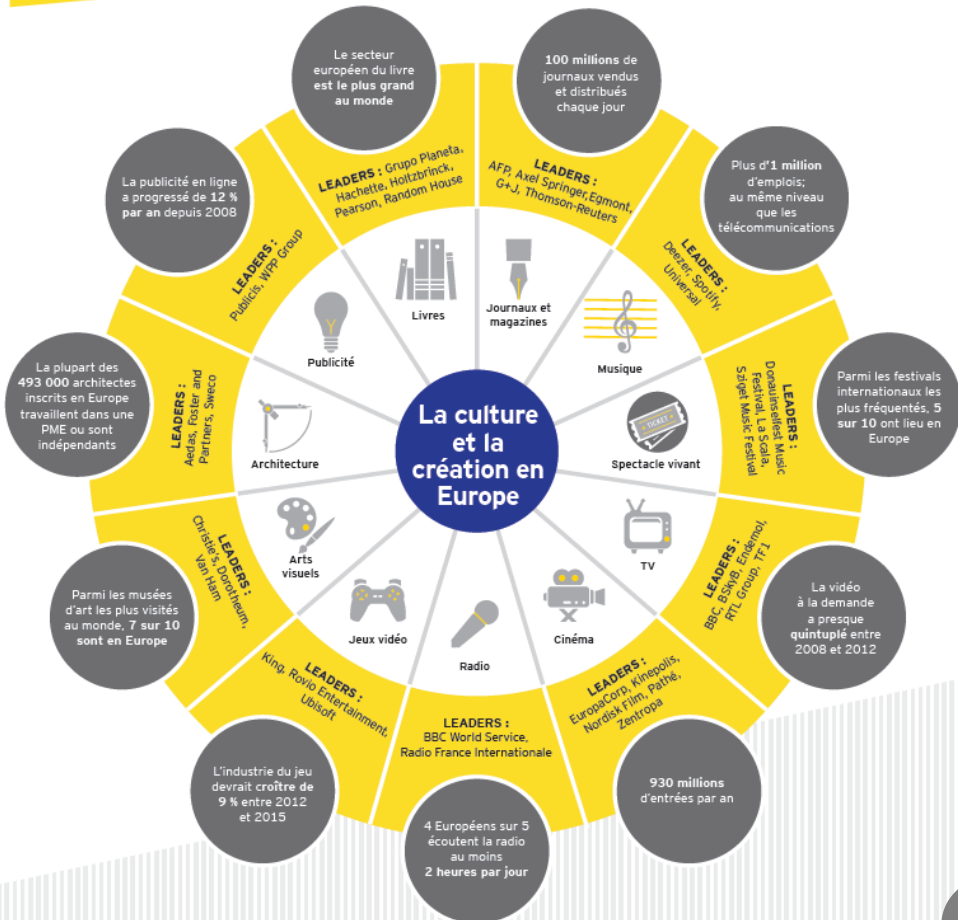 La culture
et la
création en
Europe
Livres
LEADERS : Grupo Planeta,
Hachette, Holtzbrinck,
Pearson, Random House
Le secteur
européen du livre
est le plus grand
au monde
Journaux et
magazines
LEADERS :
AFP, Axel Springer, Egmont,
G+J, Thomson-Reuters
100 millions de
journaux vendus
et distribués
chaque jour
Musique
LEADERS :
Deezer, Spotify,
Universal
Plus d'1 million
d'emplois;
au même niveau
que les
télécommunications
TICKET
Spectacle vivant
LEADERS :
Donauinselfest Music
Festival, La Scala,
Sziget Music Festival
Parmi les festivals
internationaux les
plus fréquentés, 5
sur 10 ont lieu en
Europe
TV
LEADERS :
BBC, BSkyB, Endemol,
RTL Group, TF1
La vidéo
à la demande
a presque
quintuplé entre
2008 et 2012
Cinéma
LEADERS :
EuropaCorp, Kinepolis,
Nordisk Film, Pathé,
Zentropa
930 millions
d'entrées par an
Radio
LEADERS :
BBC World Service,
Radio France Internationale
4 Européens sur 5
écoutent la radio
au moins
2 heures par jour
Jeux vidéo
LEADERS :
King, Rovio Entertainment,
Ubisoft
L'industrie du jeu
devrait croître de
9 % entre 2012
et 2015
Arts
visuels
LEADERS :
Christie's, Dorotheum,
Van Ham
Parmi les musées
d'art les plus visités
au monde, 7 sur 10
sont en Europe
Architecture
LEADERS :
Aedas, Foster and
Partners, Sweco
La plupart des
493 000 architectes
inscrits en Europe
travaillent dans une
PME ou sont
indépendants
Publicité
LEADERS :
Publicis, WPP Group
La publicité en ligne
a progressé de 12 %
par an depuis 2008